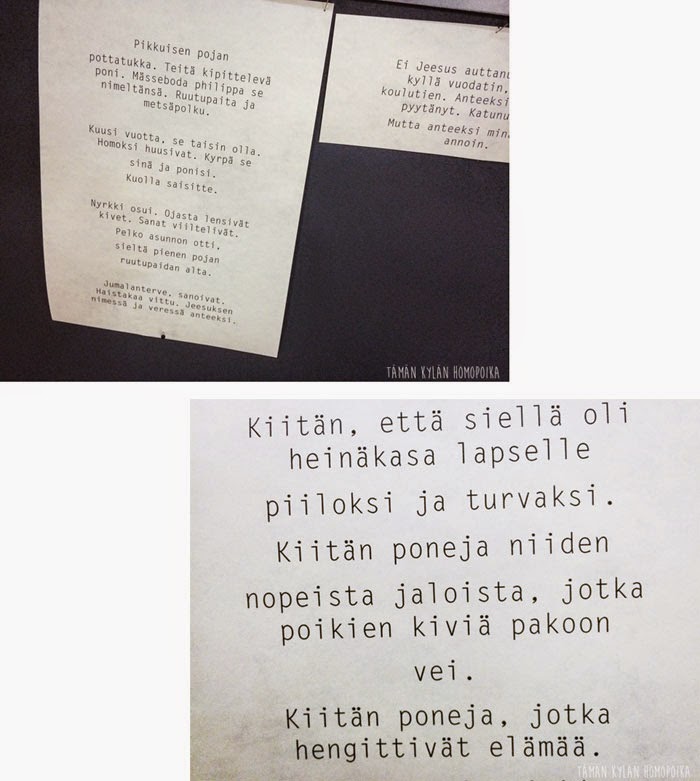 Pikkuisen pojan
pottatukka. Teitä kipittelevä
poni. Mässeboda philippa se
nimeltänsä. Ruutupaita ja
metsäpolku.
Kuusi vuotta, se taisin olla.
Homoksi huusivat. Kyrpä se
sinä ja ponisi.
Kuolla saisitte.
Nyrkki osui. Ojasta lensivät
kivet. Sanat viiltelivät.
Pelko asunnon otti.
sieltä pienen pojan
ruutupaidan alta.
Jumalanterve. sanoivat.
Haistakaa vittu. Jeesuksen
nimessä ja veressä anteeksi.
Ei Jeesus auttanu
kyllä vuodatin,
koulutien. Anteeksi
pyytänyt. Katunu
Mutta anteeksi min
annoin.
TÄMÄN KYLÄN HOMOPOIKA
Kiitän, että siellä oli
heinäkasa lapselle
piiloksi ja turvaksi.
Kiitän poneja niiden
nopeista jaloista, jotka
poikien kiviä pakoon
vei.
Kiitän poneja, jotka
hengittivät elämää.
TÄMÄN KYLÄN HOMOPOIKA